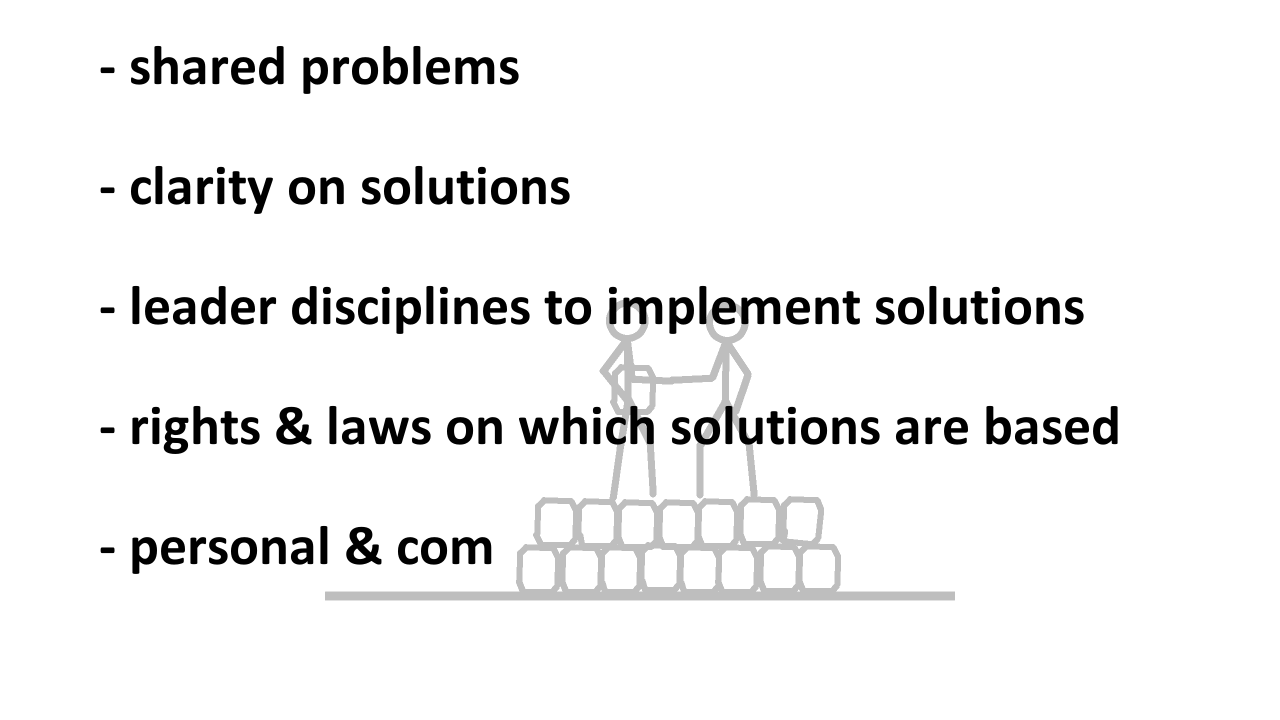 - shared problems
- clarity on solutions
- leader disciplines to implement solutions
- rights & laws on which solutions are based
- personal & com